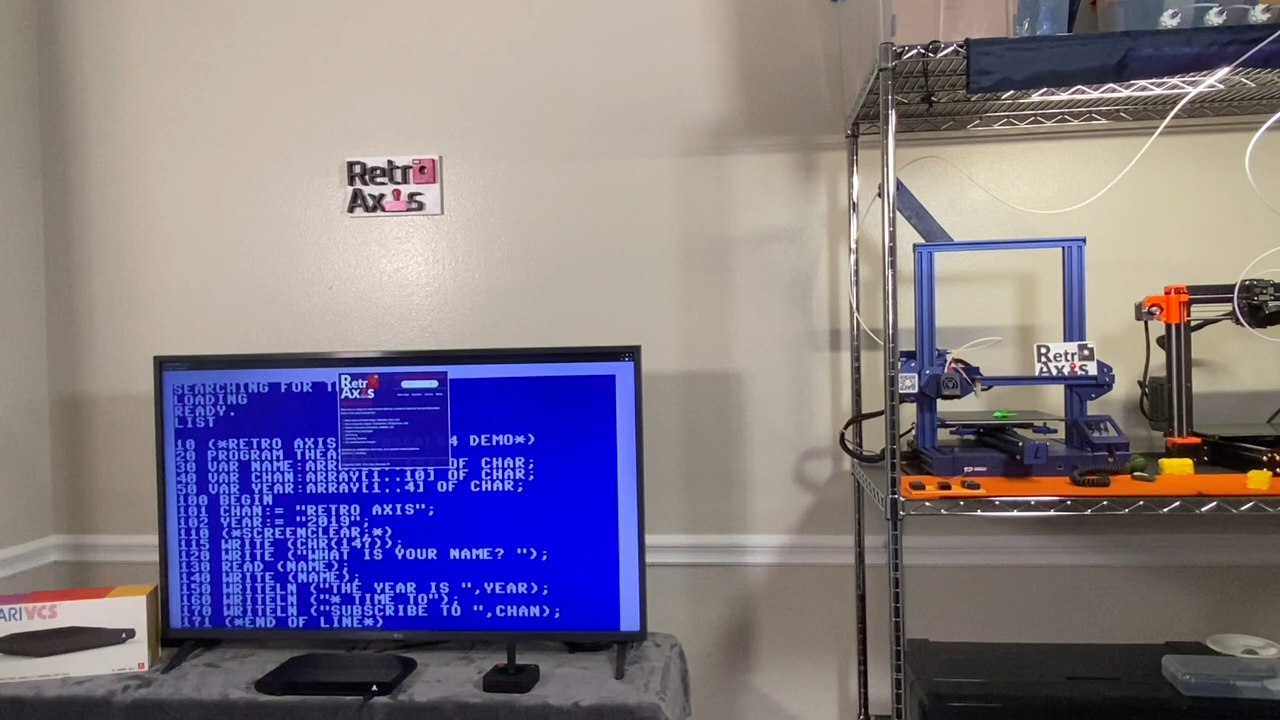 Retro
Axis
Retro
Axis
SEARCHING FOR
LOADING
READY.
LIST
Retro
Axis
10 (*RETRO AXIS DEMO*)
20 PROGRAM
30 VAR NAME:ARR OF CHAR;
40 VAR CHAN:ARRAY[1..10] OF CHAR;
50 VAR YEAR:ARRAY[1..4] OF CHAR;
100 BEGIN
101 CHAN:= "RETRO AXIS";
102 YEAR:= "2019";
110 (*SCREENCLEAR;*)
115 WRITE (CHR(147));
120 WRITE ("WHAT IS YOUR NAME? ");
130 READ (NAME);
140 WRITE (NAME);
150 WRITELN ("THE YEAR IS ",YEAR);
160 WRITELN ("* TIME TO");
170 WRITELN ("SUBSCRIBE TO ",CHAN);
171 (*END OF LINE*)
ARI VCS
LG